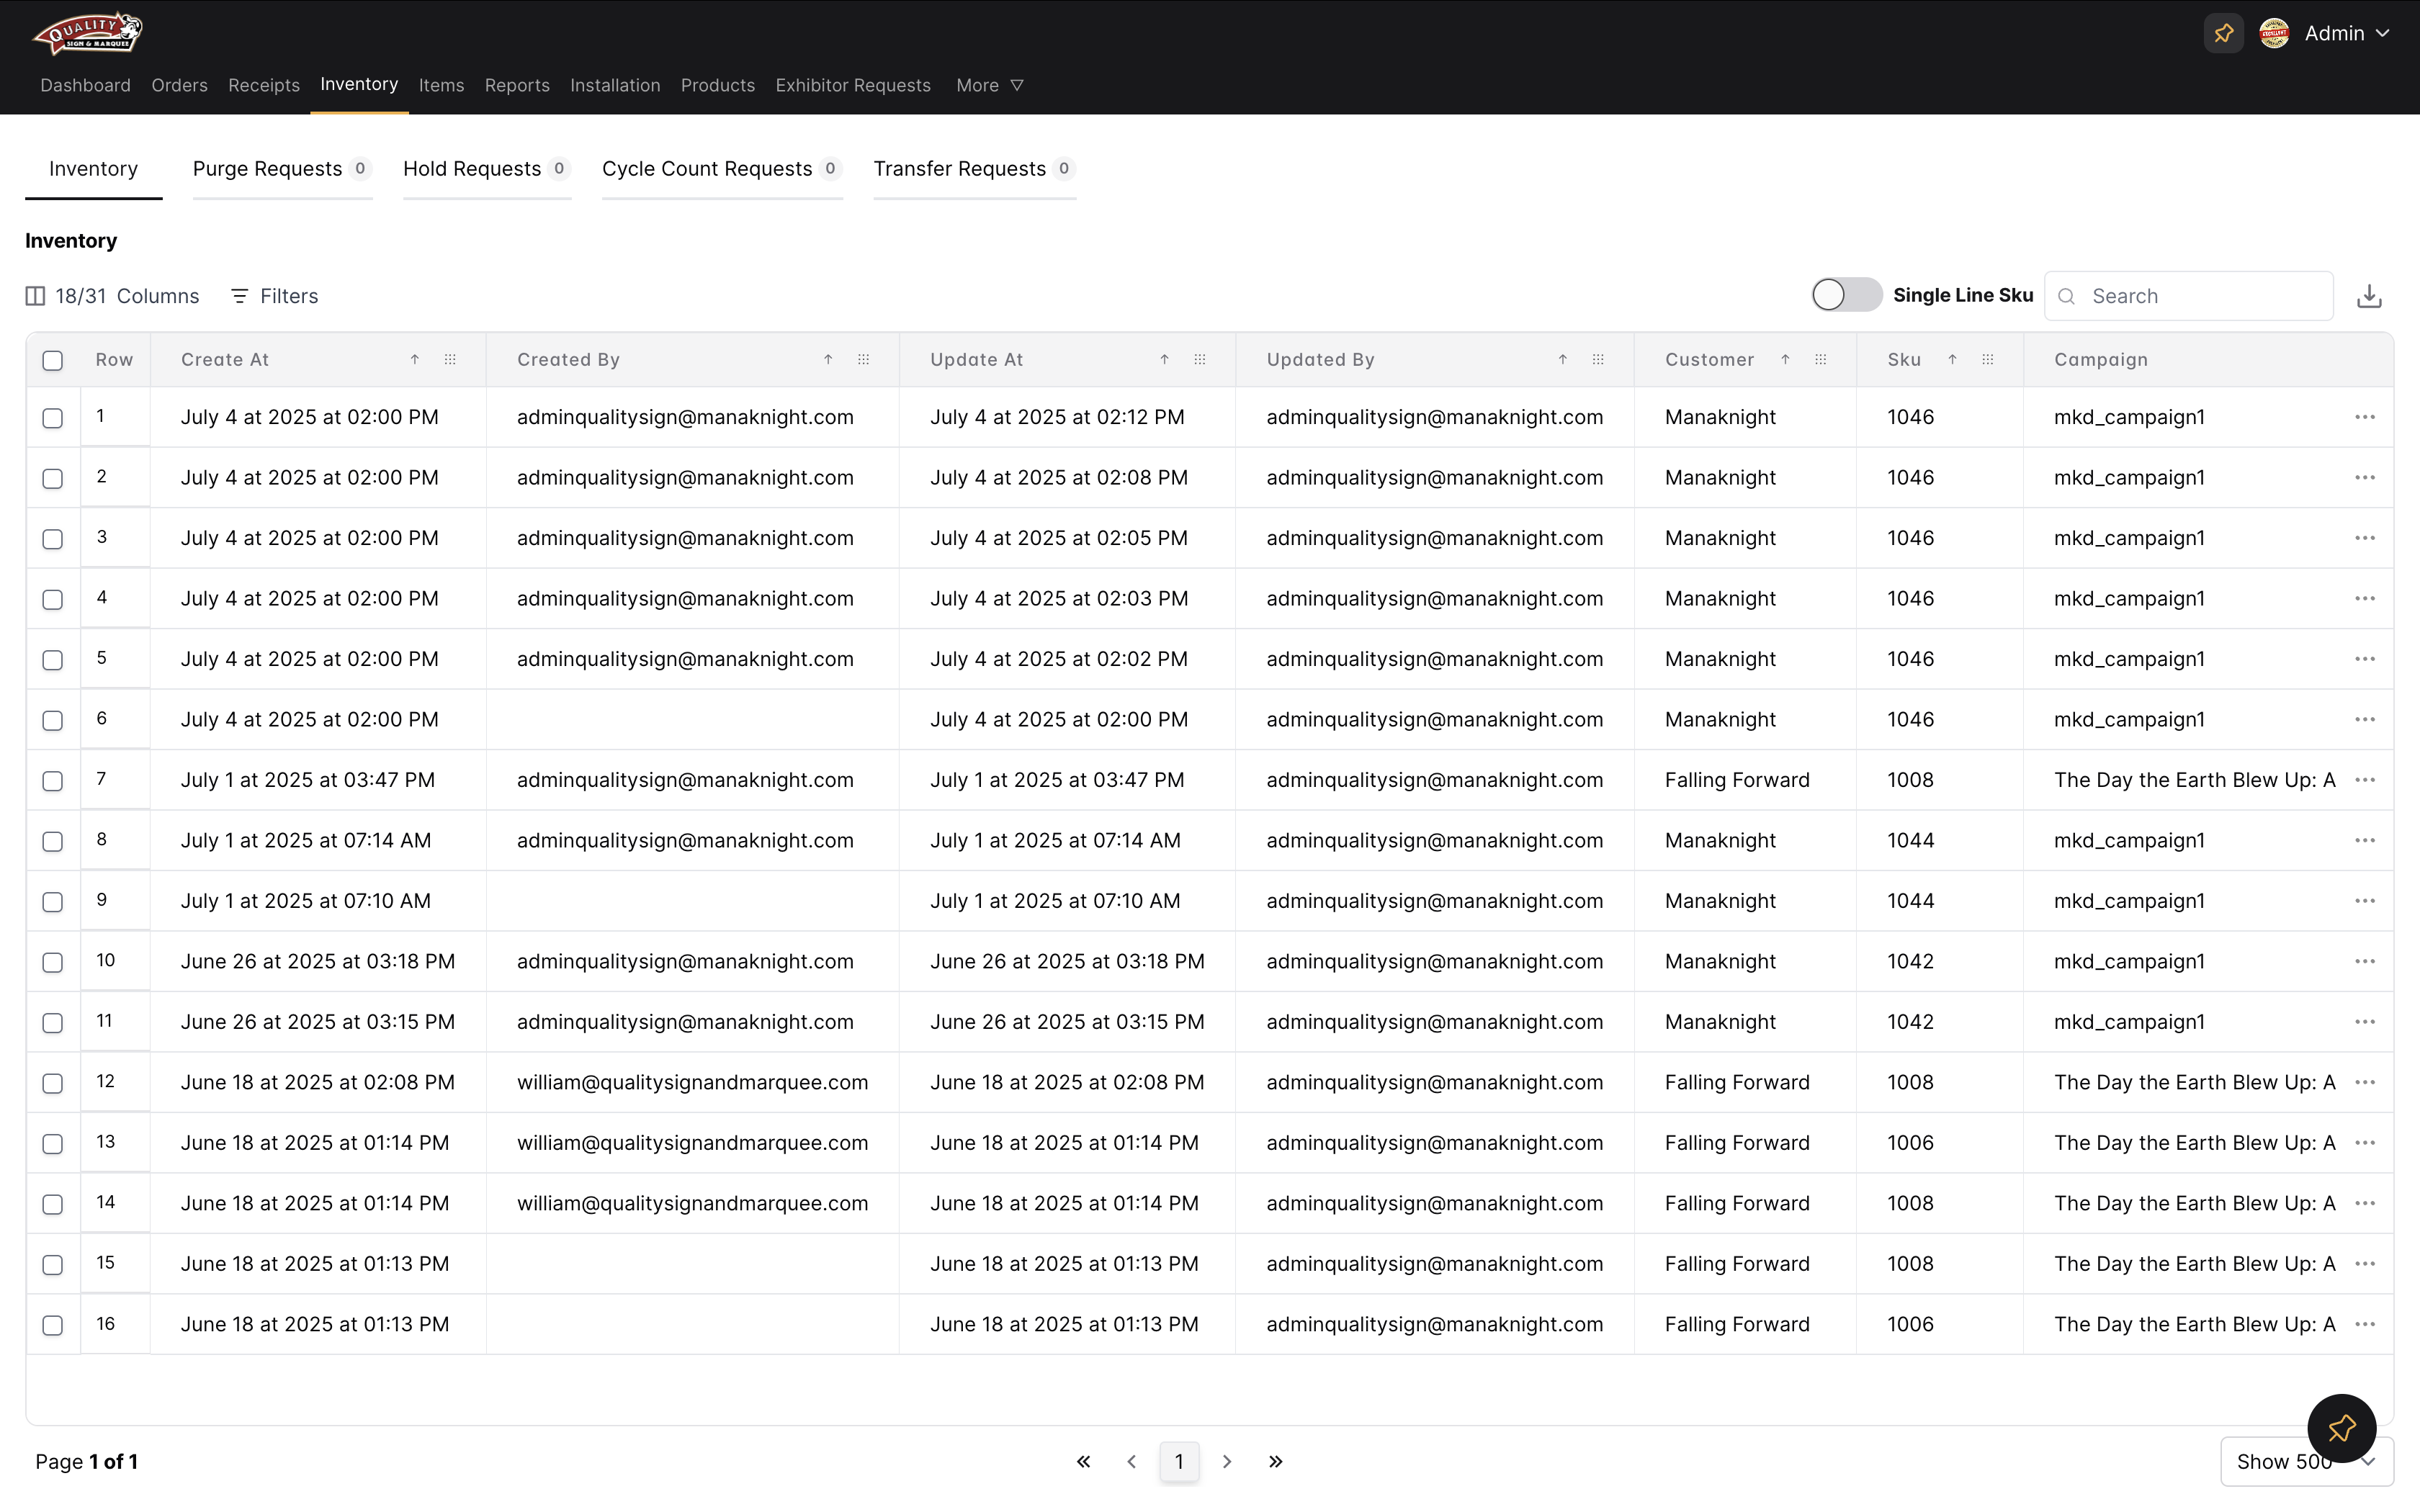 QUALITY
SIGN & MARQUEE
Admin
Dashboard Orders Receipts Inventory Items Reports Installation Products Exhibitor Requests More
Inventory Purge Requests 0 Hold Requests 0 Cycle Count Requests 0 Transfer Requests 0
Inventory
18/31 Columns Filters Single Line Sku Search
Row Create At Created By Update At Updated By Customer Sku Campaign
1 July 4 at 2025 at 02:00 PM adminqualitysign@manaknight.com July 4 at 2025 at 02:12 PM adminqualitysign@manaknight.com Manaknight 1046 mkd_campaign1
2 July 4 at 2025 at 02:00 PM adminqualitysign@manaknight.com July 4 at 2025 at 02:08 PM adminqualitysign@manaknight.com Manaknight 1046 mkd_campaign1
3 July 4 at 2025 at 02:00 PM adminqualitysign@manaknight.com July 4 at 2025 at 02:05 PM adminqualitysign@manaknight.com Manaknight 1046 mkd_campaign1
4 July 4 at 2025 at 02:00 PM adminqualitysign@manaknight.com July 4 at 2025 at 02:03 PM adminqualitysign@manaknight.com Manaknight 1046 mkd_campaign1
5 July 4 at 2025 at 02:00 PM adminqualitysign@manaknight.com July 4 at 2025 at 02:02 PM adminqualitysign@manaknight.com Manaknight 1046 mkd_campaign1
6 July 4 at 2025 at 02:00 PM July 4 at 2025 at 02:00 PM adminqualitysign@manaknight.com Manaknight 1046 mkd_campaign1
7 July 1 at 2025 at 03:47 PM adminqualitysign@manaknight.com July 1 at 2025 at 03:47 PM adminqualitysign@manaknight.com Falling Forward 1008 The Day the Earth Blew Up: A
8 July 1 at 2025 at 07:14 AM adminqualitysign@manaknight.com July 1 at 2025 at 07:14 AM adminqualitysign@manaknight.com Manaknight 1044 mkd_campaign1
9 July 1 at 2025 at 07:10 AM July 1 at 2025 at 07:10 AM adminqualitysign@manaknight.com Manaknight 1044 mkd_campaign1
10 June 26 at 2025 at 03:18 PM adminqualitysign@manaknight.com June 26 at 2025 at 03:18 PM adminqualitysign@manaknight.com Manaknight 1042 mkd_campaign1
11 June 26 at 2025 at 03:15 PM adminqualitysign@manaknight.com June 26 at 2025 at 03:15 PM adminqualitysign@manaknight.com Manaknight 1042 mkd_campaign1
12 June 18 at 2025 at 02:08 PM william@qualitysignandmarquee.com June 18 at 2025 at 02:08 PM adminqualitysign@manaknight.com Falling Forward 1008 The Day the Earth Blew Up: A
13 June 18 at 2025 at 01:14 PM william@qualitysignandmarquee.com June 18 at 2025 at 01:14 PM adminqualitysign@manaknight.com Falling Forward 1006 The Day the Earth Blew Up: A
14 June 18 at 2025 at 01:14 PM william@qualitysignandmarquee.com June 18 at 2025 at 01:14 PM adminqualitysign@manaknight.com Falling Forward 1008 The Day the Earth Blew Up: A
15 June 18 at 2025 at 01:13 PM June 18 at 2025 at 01:13 PM adminqualitysign@manaknight.com Falling Forward 1008 The Day the Earth Blew Up: A
16 June 18 at 2025 at 01:13 PM June 18 at 2025 at 01:13 PM adminqualitysign@manaknight.com Falling Forward 1006 The Day the Earth Blew Up: A
Page 1 of 1 1 Show 500